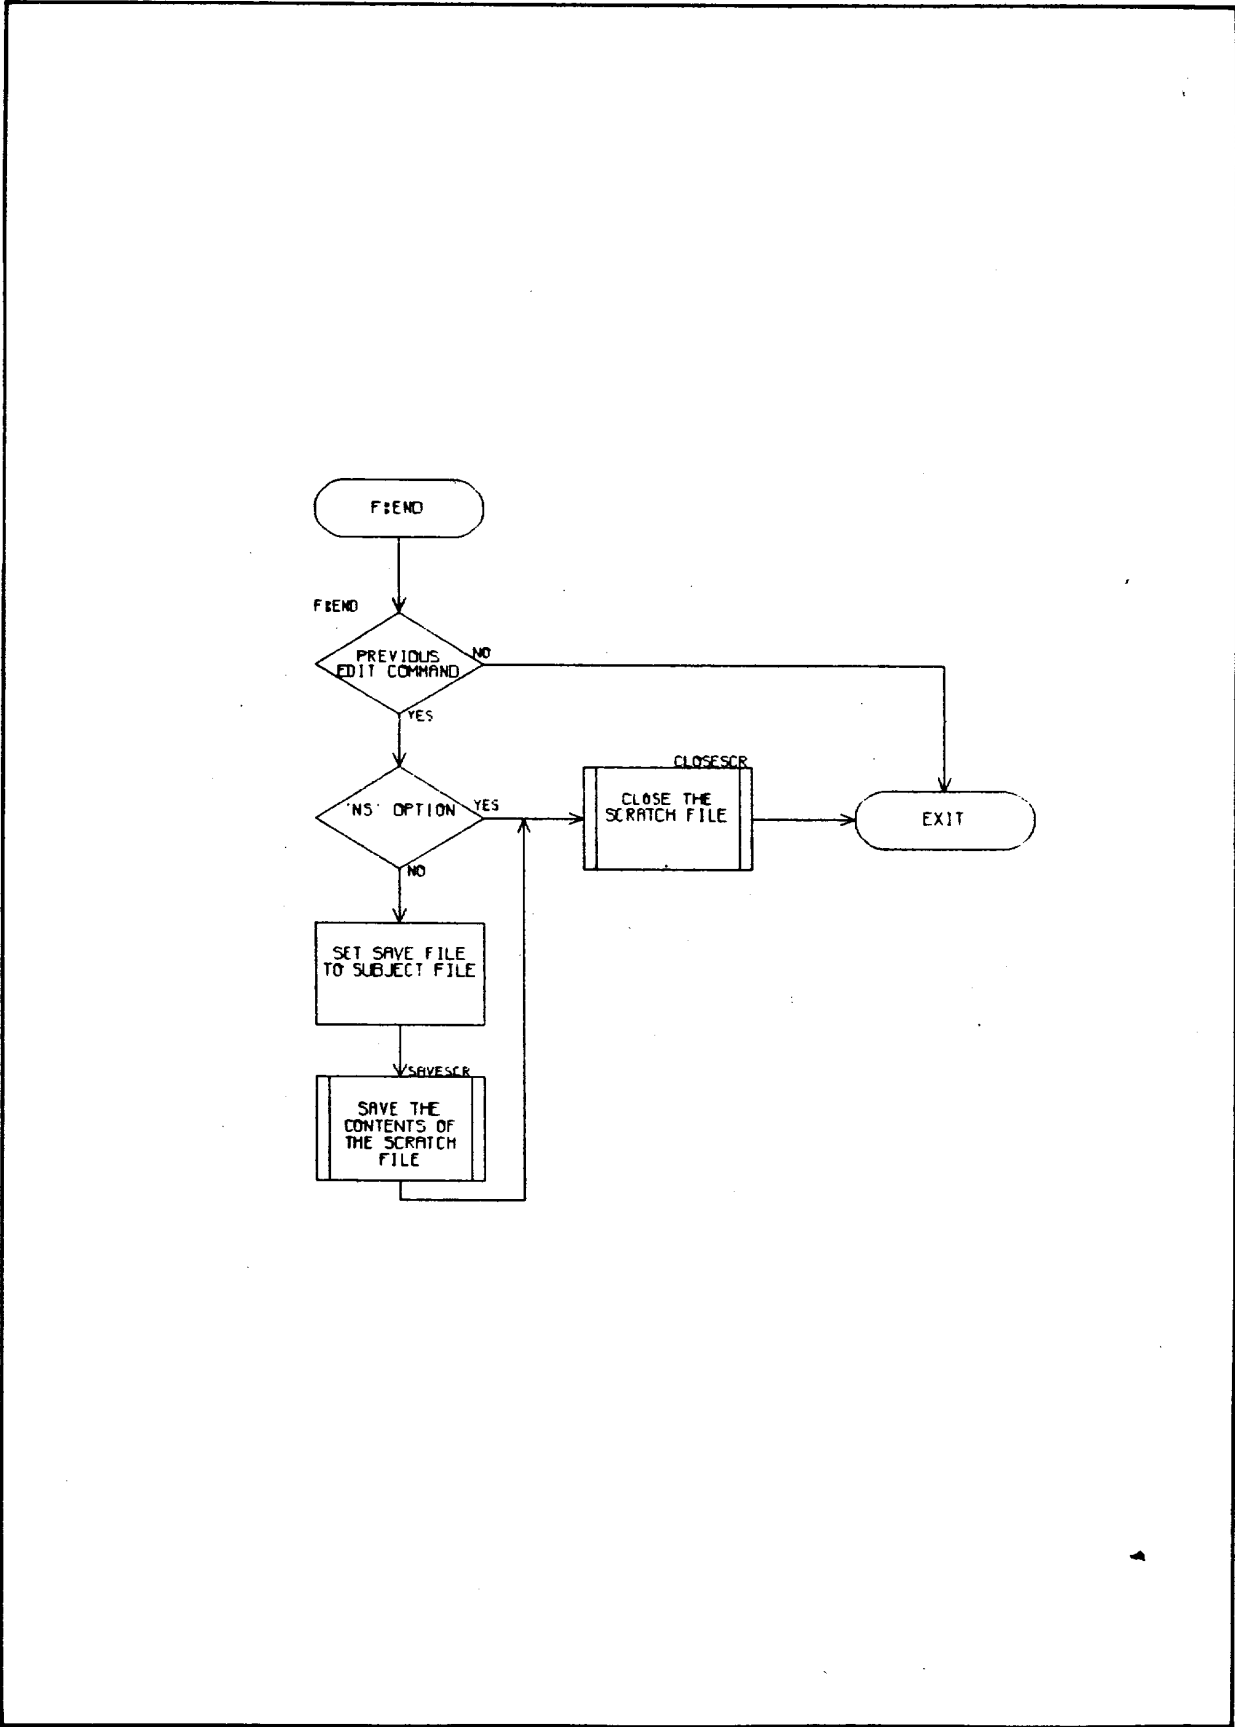 F:END
F:END
PREVIOUS
EDIT COMMAND
NO
YES
'NS' OPTION
YES
NO
CLOSESCR
CLOSE THE
SCRATCH FILE
EXIT
SET SAVE FILE
TO SUBJECT FILE
SAVESCR
SAVE THE
CONTENTS OF
THE SCRATCH
FILE